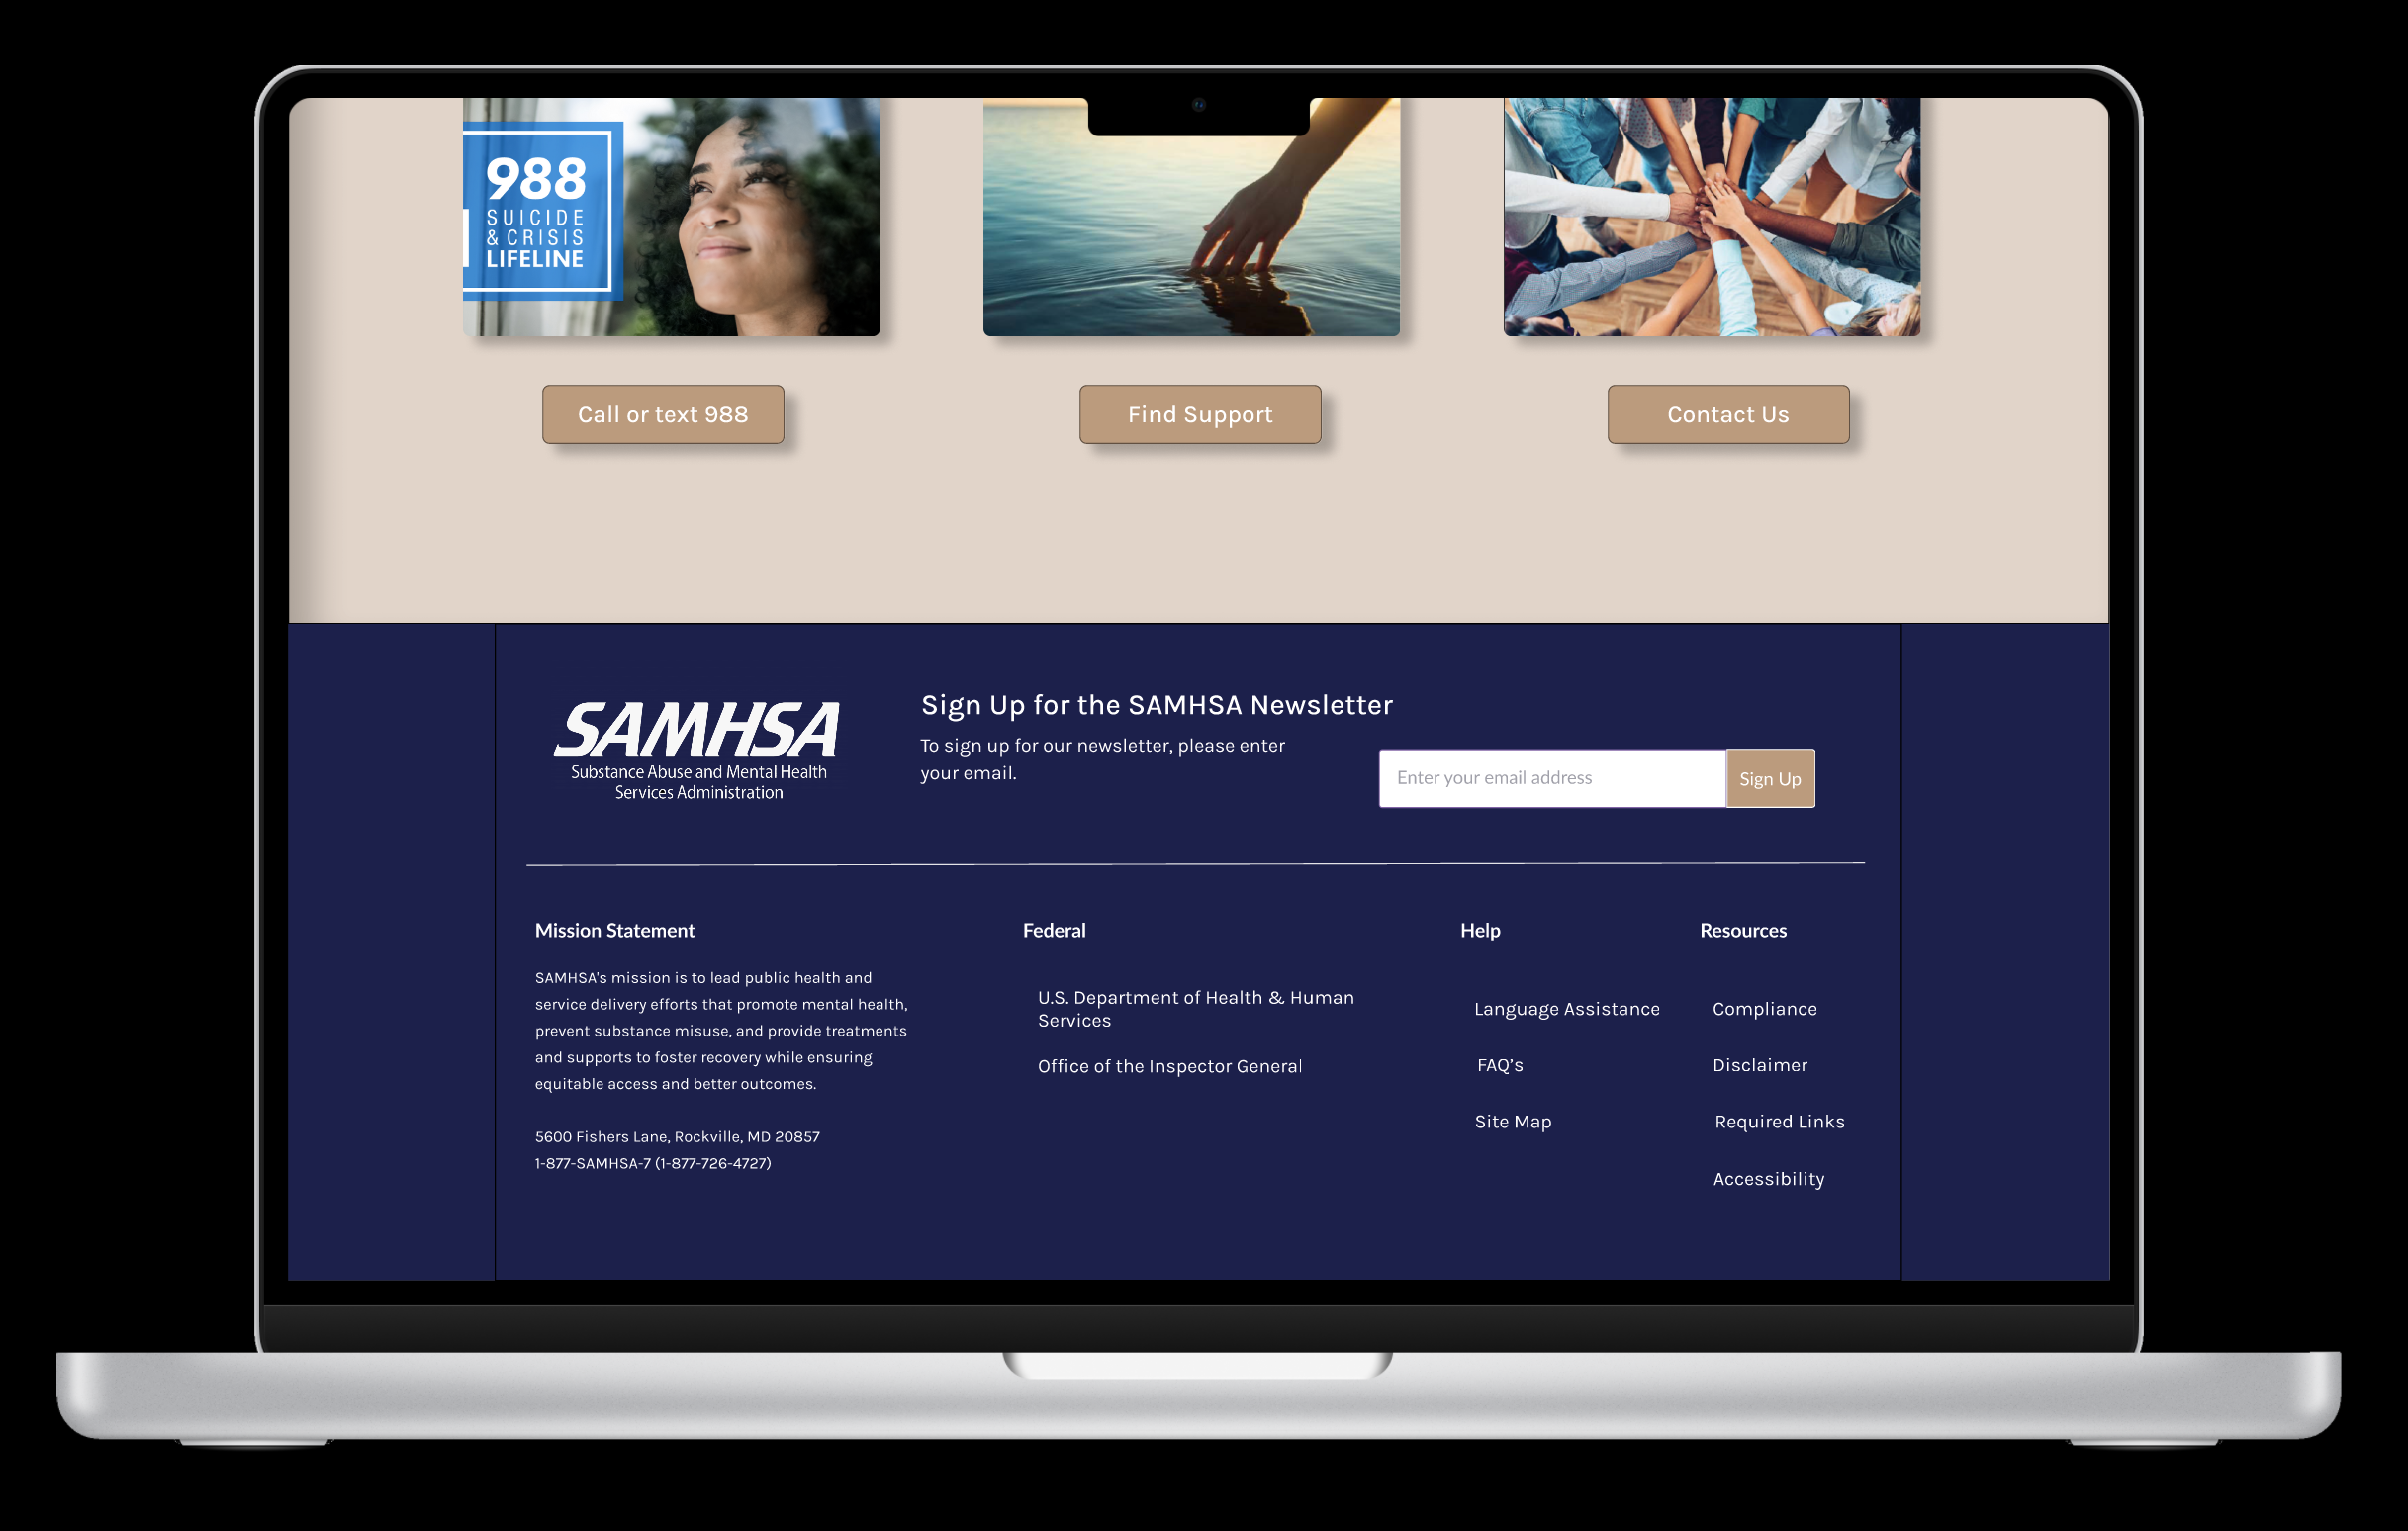 988
SUICIDE
& CRISIS
LIFELINE
Call or text 988
Find Support
Contact Us
SAMHSA
Substance Abuse and Mental Health
Services Administration
Sign Up for the SAMHSA Newsletter
To sign up for our newsletter, please enter
your email.
Enter your email address
Sign Up
Mission Statement
SAMHSA's mission is to lead public health and
service delivery efforts that promote mental health,
prevent substance misuse, and provide treatments
and supports to foster recovery while ensuring
equitable access and better outcomes.
5600 Fishers Lane, Rockville, MD 20857
1-877-SAMHSA-7 (1-877-726-4727)
Federal
U.S. Department of Health & Human
Services
Office of the Inspector General
Help
Language Assistance
FAQ’s
Site Map
Resources
Compliance
Disclaimer
Required Links
Accessibility